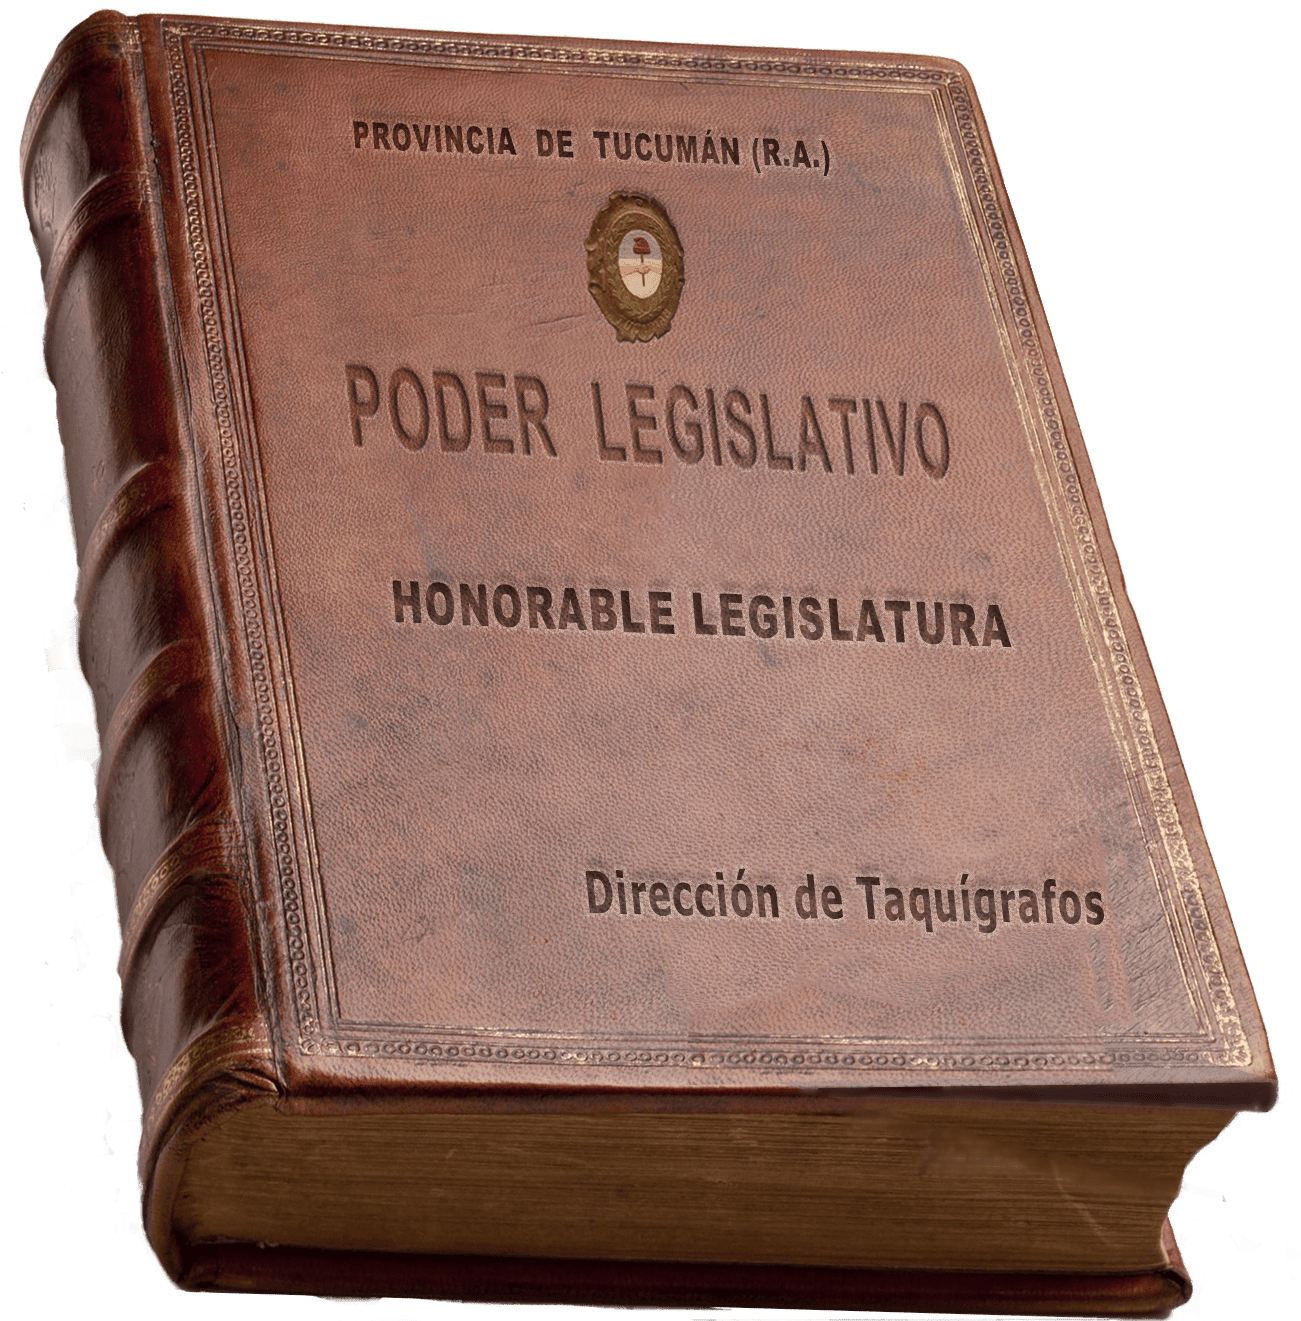 PROVINCIA DE TUCUMÁN (R.A.)
PODER LEGISLATIVO
HONORABLE LEGISLATURA
Dirección de Taquígrafos